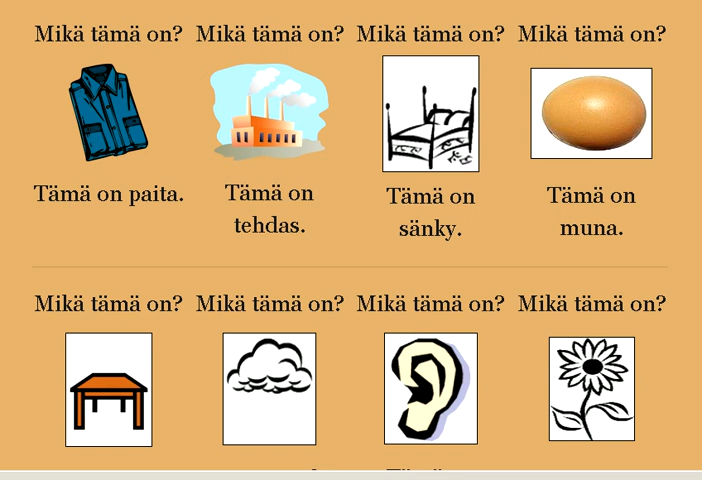 Mikä tämä on? Mikä tämä on? Mikä tämä on? Mikä tämä on?
Tämä on paita.
Tämä on
tehdas.
Tämä on
sänky.
Tämä on
muna.
Mikä tämä on? Mikä tämä on? Mikä tämä on? Mikä tämä on?